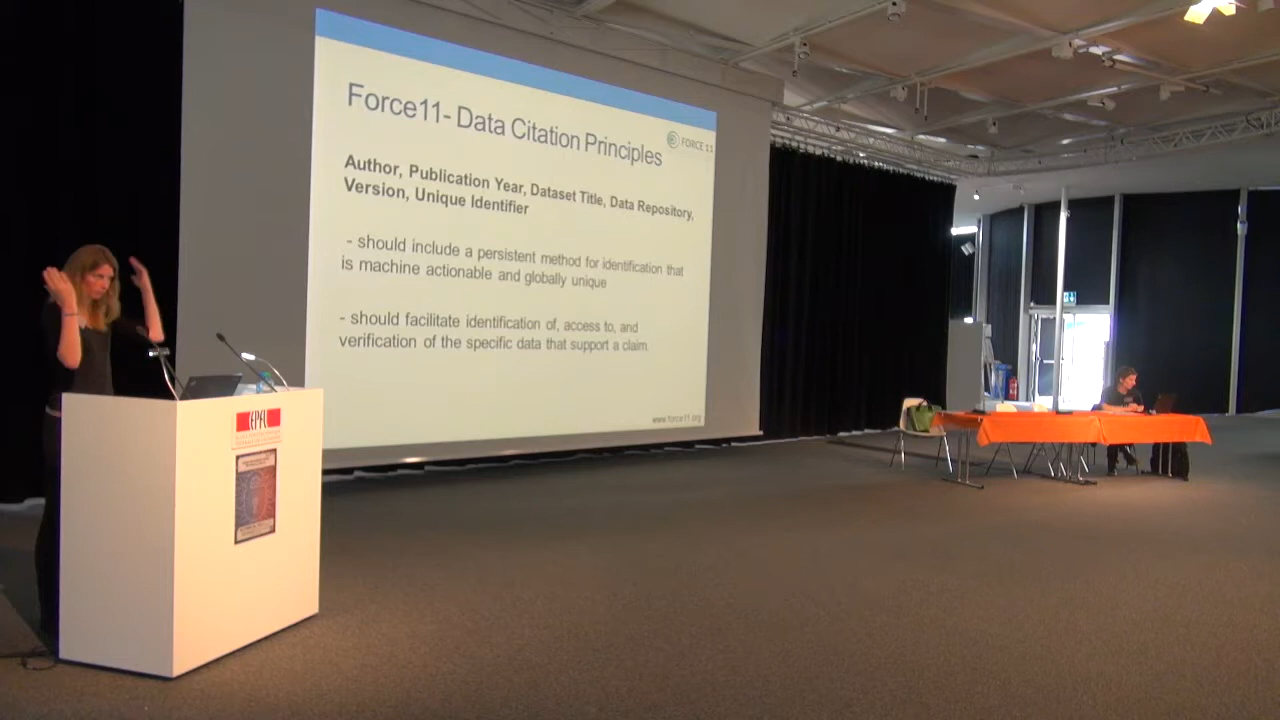 Force11- Data Citation Principles
FORCE 11
Author, Publication Year, Dataset Title, Data Repository,
Version, Unique Identifier
- should include a persistent method for identification that
is machine actionable and globally unique
- should facilitate identification of, access to, and
verification of the specific data that support a claim.
www.force11.org
EPFL